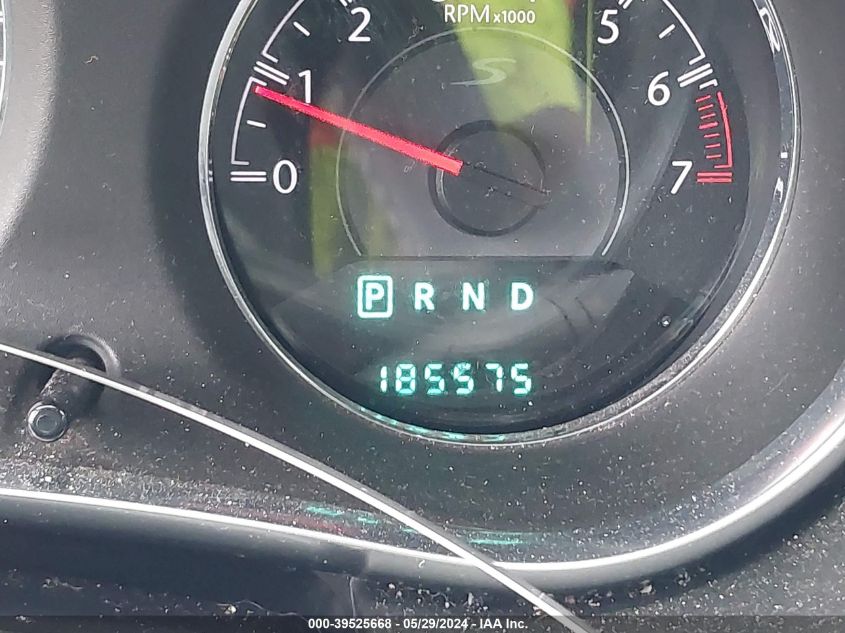 RPM x1000
2 5
1 6
0 7
S
P R N D
185575
000-39525668 - 05/29/2024 - IAA Inc.